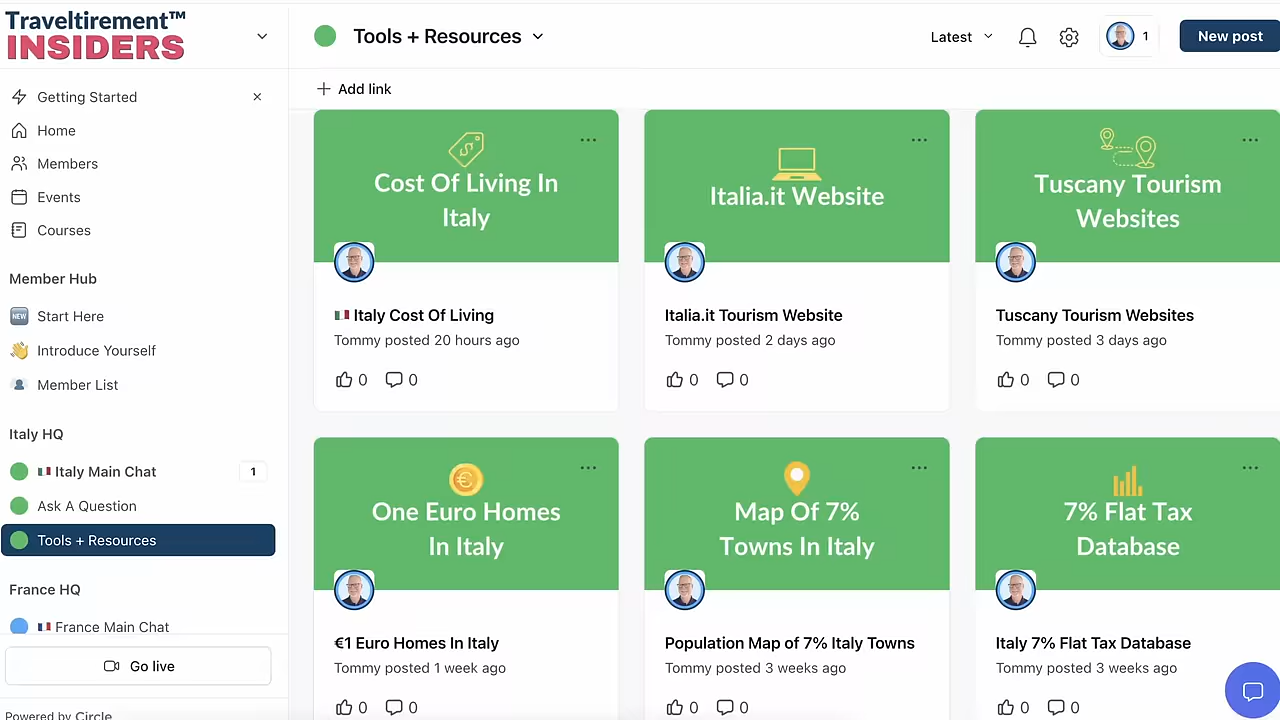 Traveltirement™
INSIDERS
Getting Started
Home
Members
Events
Courses
Member Hub
NEW Start Here
Introduce Yourself
Member List
Italy HQ
Italy Main Chat 1
Ask A Question
Tools + Resources
France HQ
France Main Chat
Go live
Powered by Circle
Tools + Resources
Latest
1
New post
Add link
Cost Of Living In
Italy
Italy Cost Of Living
Tommy posted 20 hours ago
0 0
Italia.it Website
Italia.it Tourism Website
Tommy posted 2 days ago
0 0
Tuscany Tourism
Websites
Tuscany Tourism Websites
Tommy posted 3 days ago
0 0
One Euro Homes
In Italy
€1 Euro Homes In Italy
Tommy posted 1 week ago
0 0
Map Of 7%
Towns In Italy
Population Map of 7% Italy Towns
Tommy posted 3 weeks ago
0 0
7% Flat Tax
Database
Italy 7% Flat Tax Database
Tommy posted 3 weeks ago
0 0